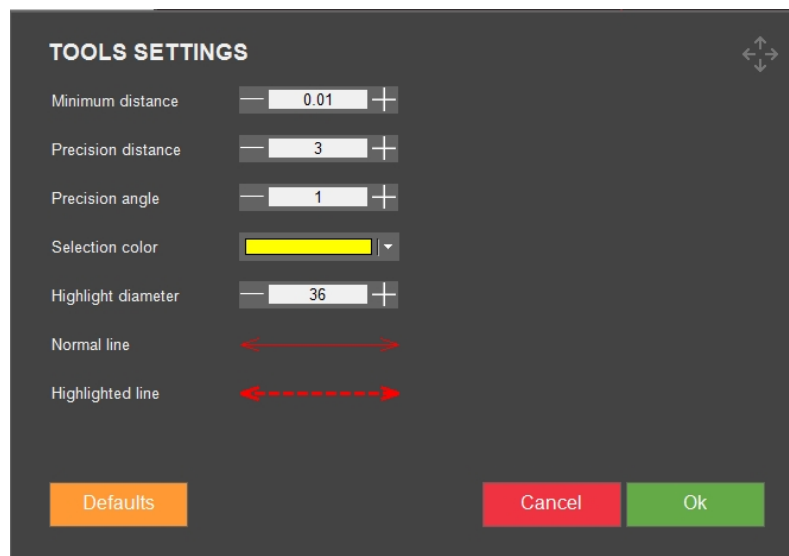 TOOLS SETTINGS
Minimum distance 0.01
Precision distance 3
Precision angle 1
Selection color
Highlight diameter 36
Normal line
Highlighted line
Defaults Cancel Ok